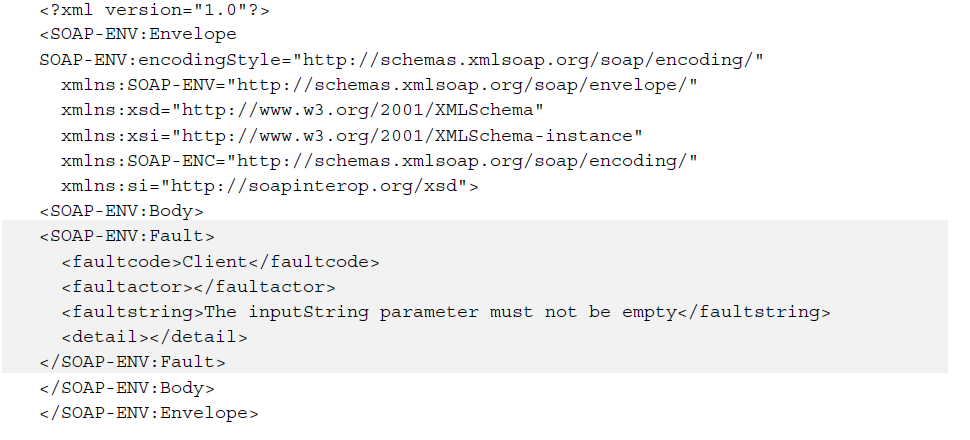 <?xml version="1.0"?>
<SOAP-ENV:Envelope
SOAP-ENV:encodingStyle="http://schemas.xmlsoap.org/soap/encoding/"
xmlns:SOAP-ENV="http://schemas.xmlsoap.org/soap/envelope/"
xmlns:xsd="http://www.w3.org/2001/XMLSchema"
xmlns:xsi="http://www.w3.org/2001/XMLSchema-instance"
xmlns:SOAP-ENC="http://schemas.xmlsoap.org/soap/encoding/"
xmlns:si="http://soapinterop.org/xsd">
<SOAP-ENV:Body>
<SOAP-ENV:Fault>
<faultcode>Client</faultcode>
<faultactor></faultactor>
<faultstring>The inputString parameter must not be empty</faultstring>
<detail></detail>
</SOAP-ENV:Fault>
</SOAP-ENV:Body>
</SOAP-ENV:Envelope>